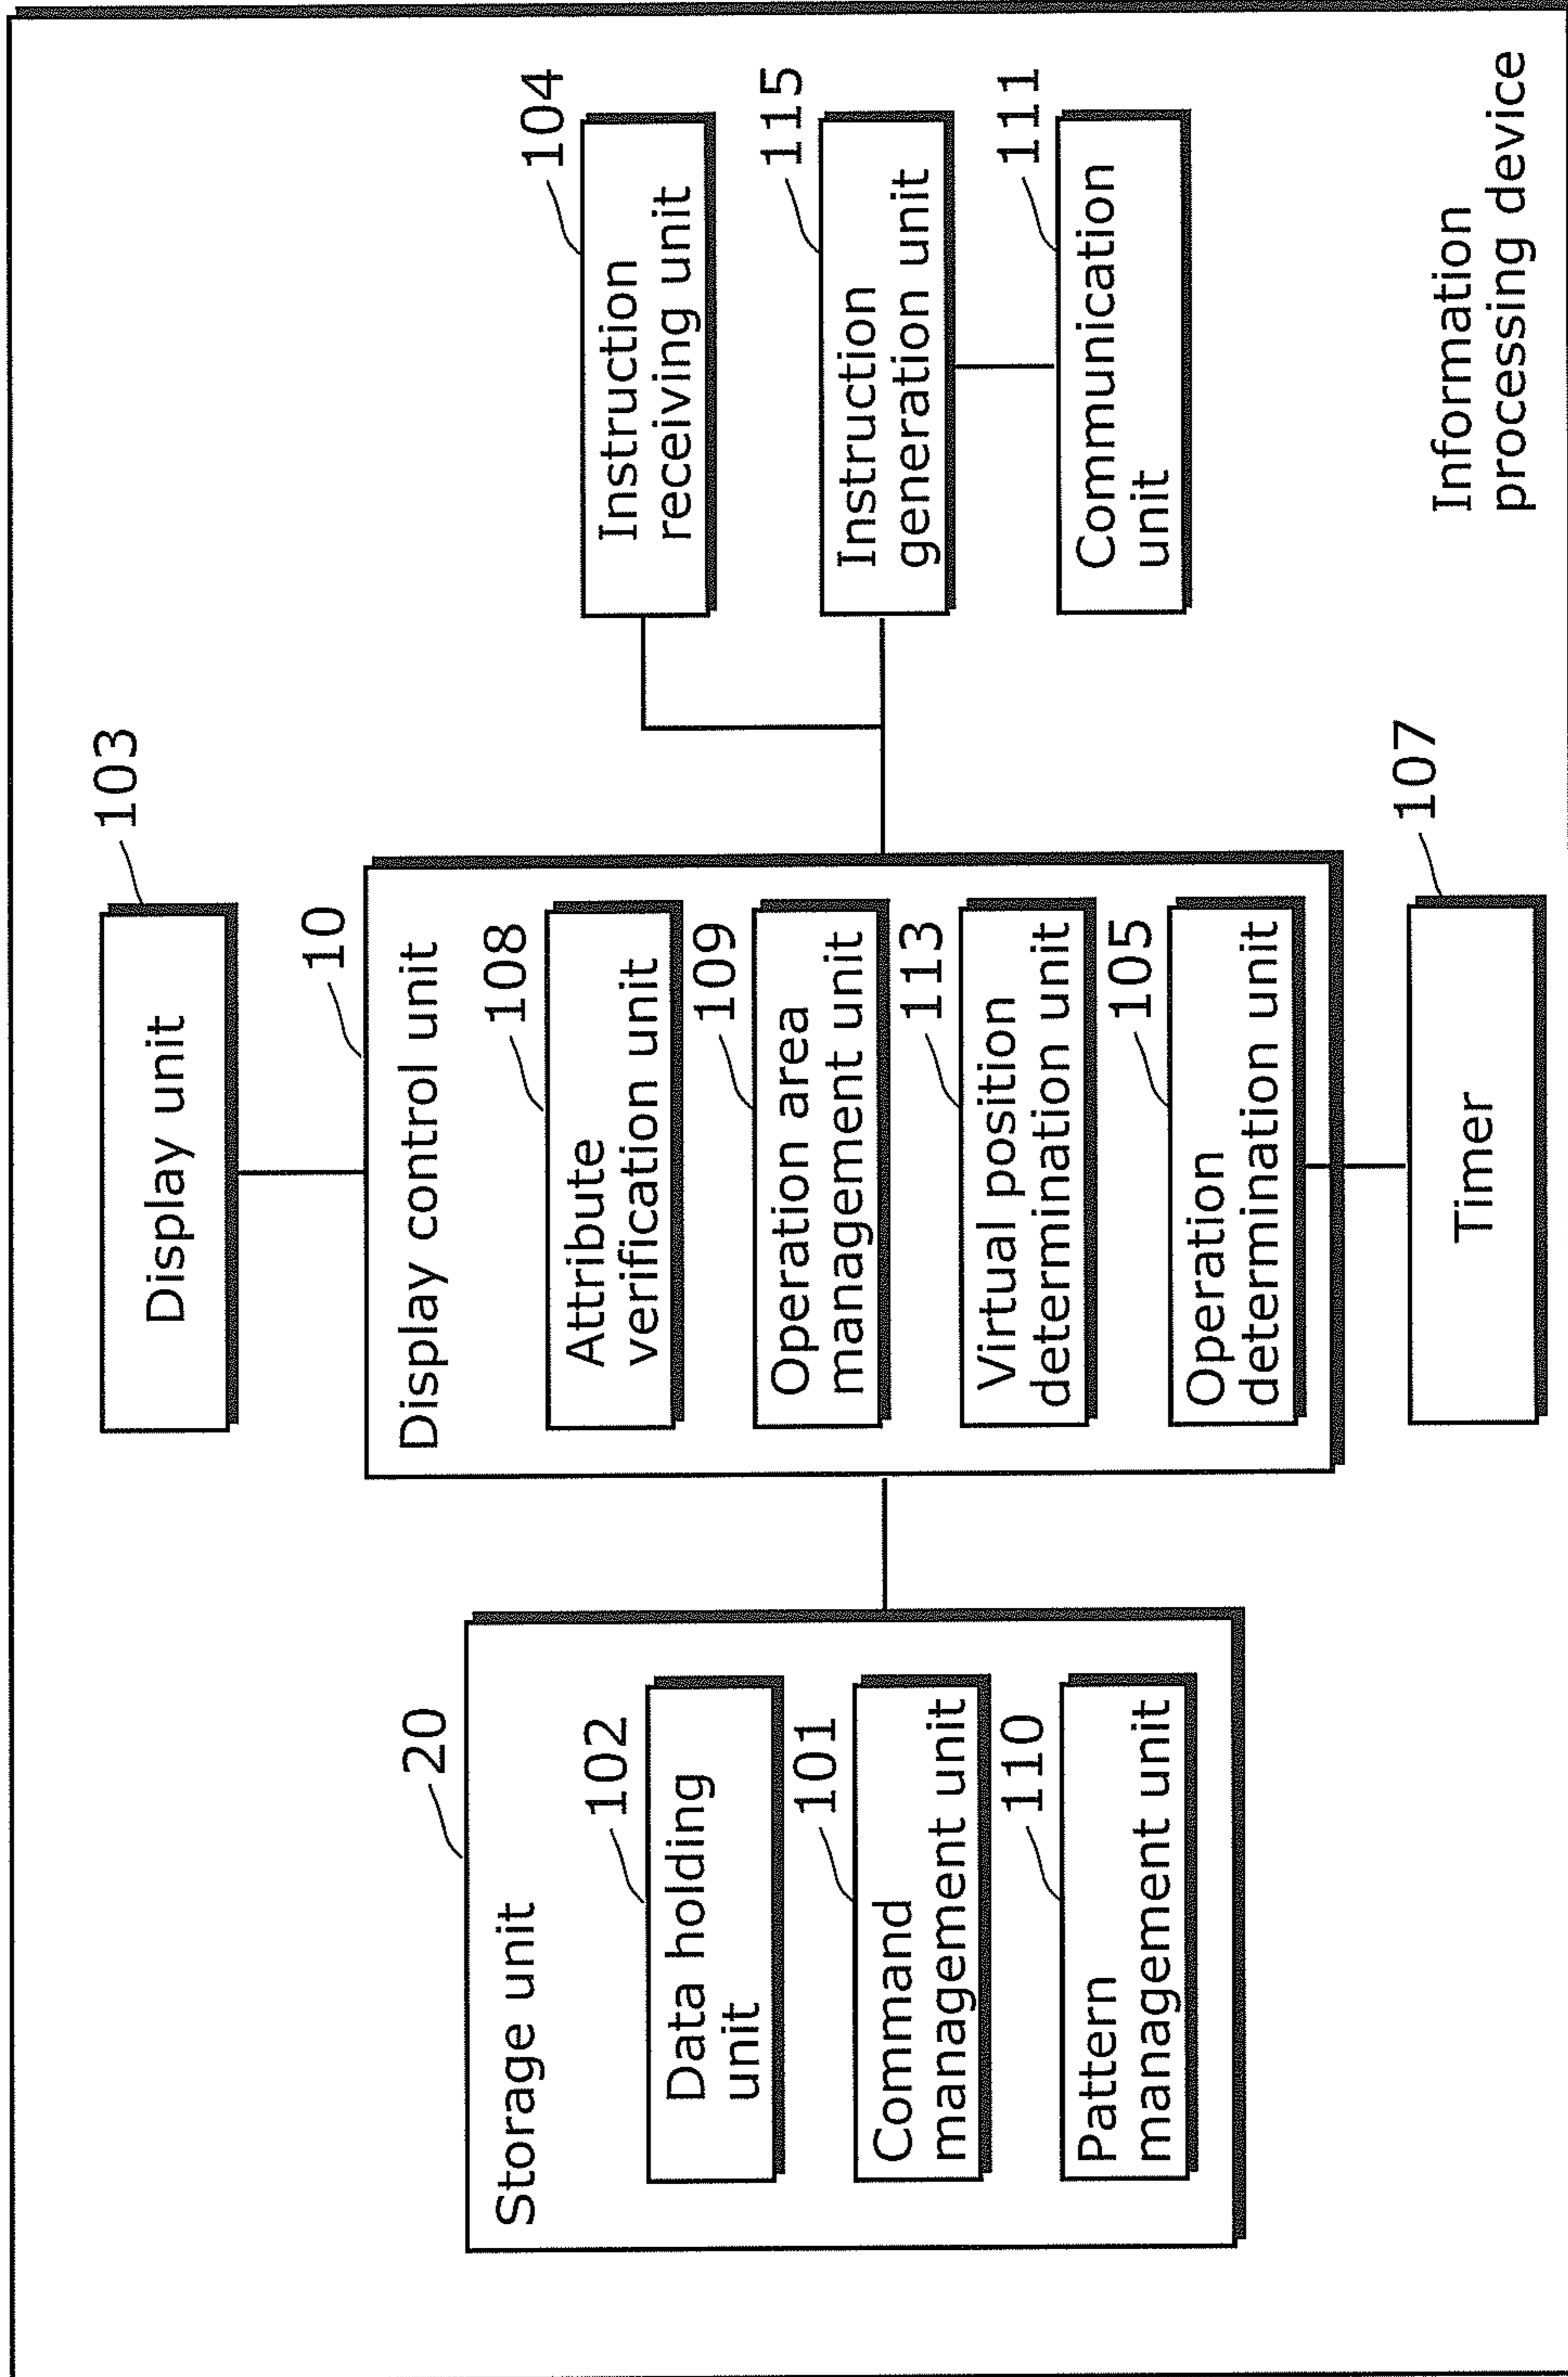 103
Display unit
20
Storage unit
102
Data holding
unit
101
Command
management unit
110
Pattern
management unit
10
Display control unit
108
Attribute
verification unit
109
Operation area
management unit
113
Virtual position
determination unit
105
Operation
determination unit
107
Timer
104
Instruction
receiving unit
115
Instruction
generation unit
111
Communication
unit
Information
processing device